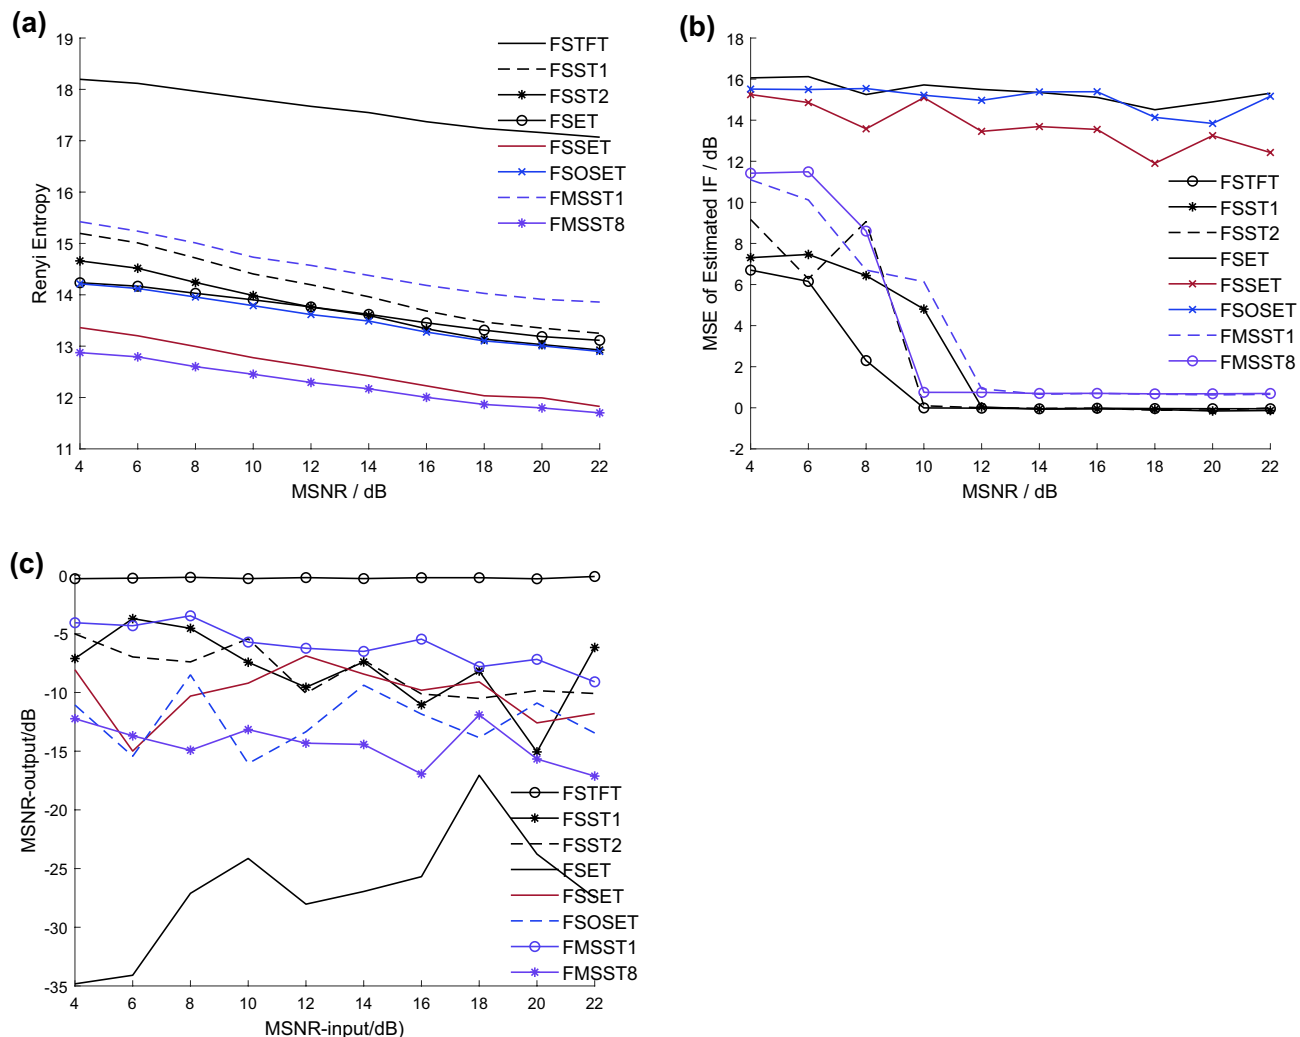 (a)
19
18
17
16
15
14
13
12
11
Renyi Entropy
4 6 8 10 12 14 16 18 20 22
MSNR / dB
FSTFT
FSST1
FSST2
FSET
FSSET
FSOSET
FMSST1
FMSST8
(b)
18
16
14
12
10
8
6
4
2
0
-2
MSE of Estimated IF / dB
4 6 8 10 12 14 16 18 20 22
MSNR / dB
FSTFT
FSST1
FSST2
FSET
FSSET
FSOSET
FMSST1
FMSST8
(c)
0
-5
-10
-15
-20
-25
-30
-35
MSNR-output/dB
4 6 8 10 12 14 16 18 20 22
MSNR-input/dB)
FSTFT
FSST1
FSST2
FSET
FSSET
FSOSET
FMSST1
FMSST8